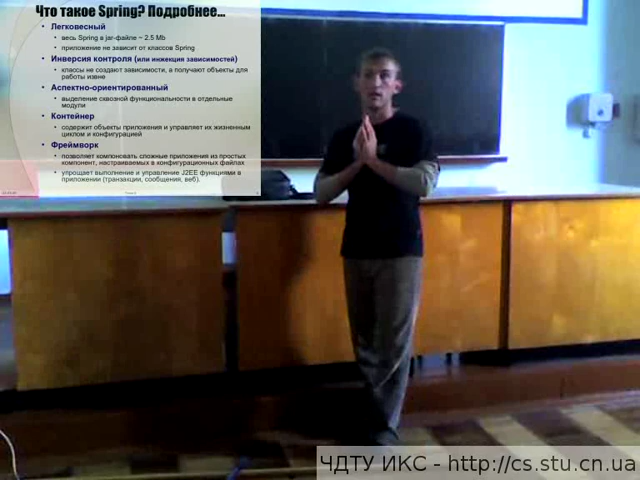 Что такое Spring? Подробнее...
• Легковесный
• весь Spring в jar-файле ~ 2.5 Mb
• приложение не зависит от классов Spring
• Инверсия контроля (или инжекция зависимостей)
• классы не создают зависимости, а получают объекты для
работы извне
• Аспектно-ориентированный
• выделение сквозной функциональности в отдельные
модули
• Контейнер
• содержит объекты приложения и управляет их жизненным
циклом и конфигурацией
• Фреймворк
• позволяет компоновать сложные приложения из простых
компонент, настраиваемых в конфигурационных файлах
• упрощает выполнение и управление J2EE функциями в
приложении (транзакции, сообщения, веб).
ЧДТУ ИКС - http://cs.stu.cn.ua